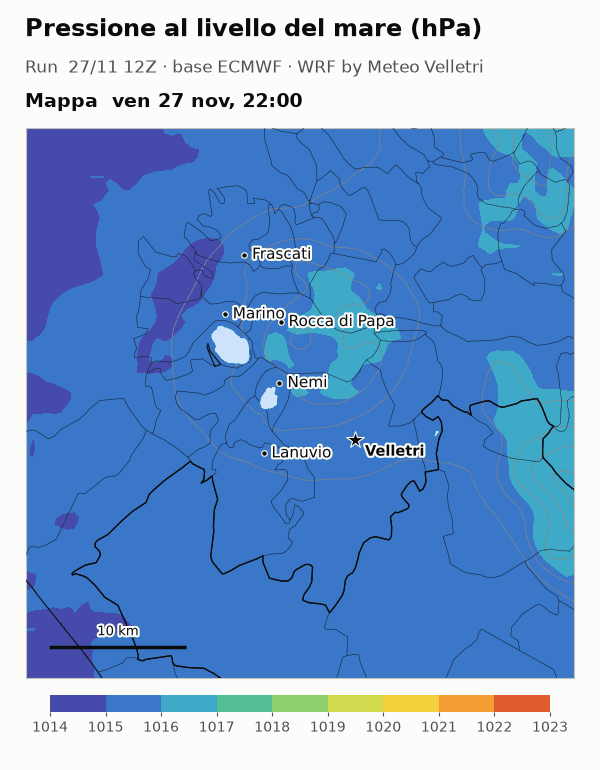 Pressione al livello del mare (hPa)
Run  27/11 12Z · base ECMWF · WRF by Meteo Velletri
Mappa  ven 27 nov, 22:00
Frascati
Marino
Rocca di Papa
Nemi
Velletri
Lanuvio
10 km
1014 1015 1016 1017 1018 1019 1020 1021 1022 1023